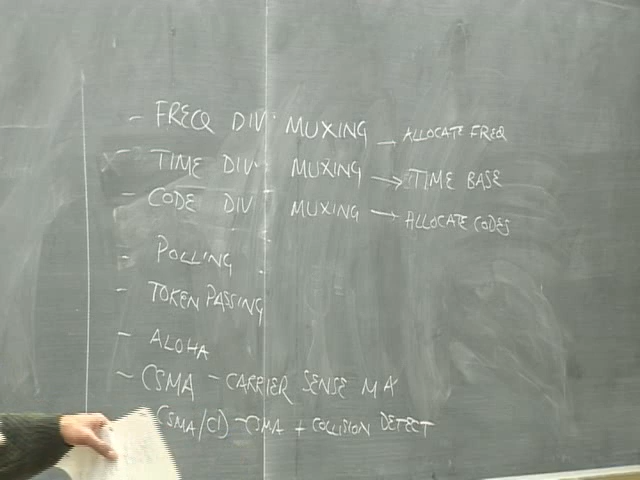 - FREQ DIV MUXING → ALLOCATE FREQ
- TIME DIV MUXING → TIME BASE
- CODE DIV MUXING → ALLOCATE CODES
- POLLING
- TOKEN PASSING
- ALOHA
- CSMA - CARRIER SENSE MA
CSMA/CD - CSMA + COLLISION DETECT